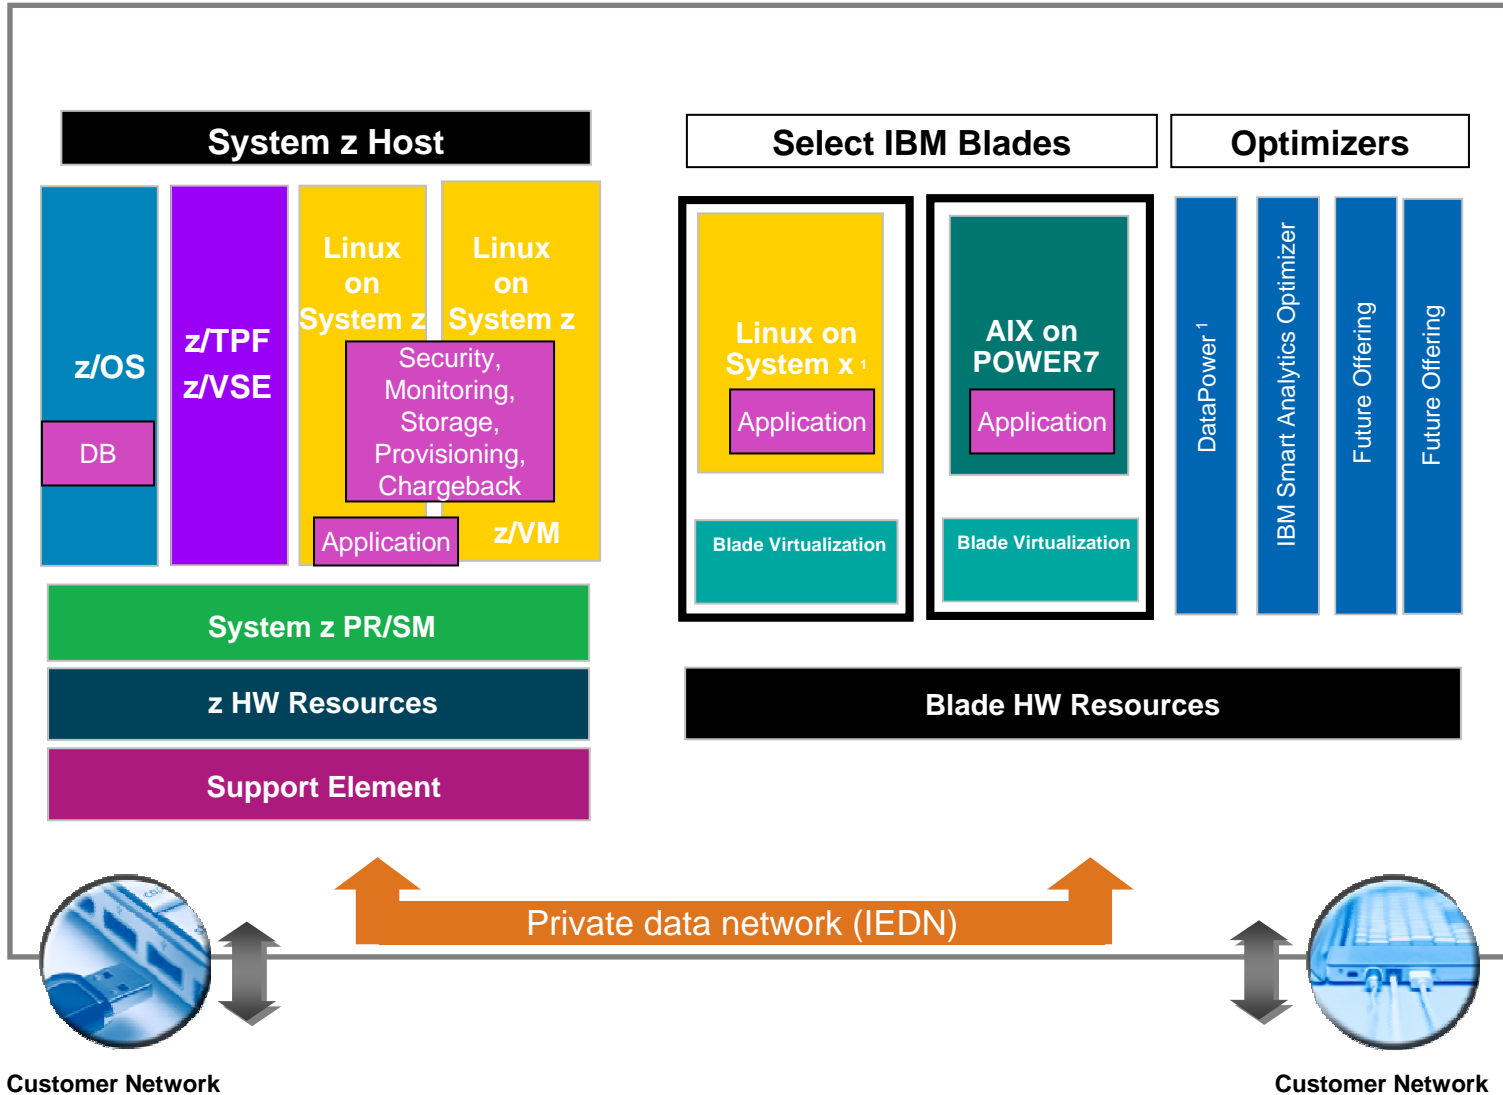 System z Host
Select IBM Blades
Optimizers
z/OS
DB
z/TPF
z/VSE
Linux
on
System z
Linux
on
System z
Security,
Monitoring,
Storage,
Provisioning,
Chargeback
Application
z/VM
Linux on
System x 1
Application
Blade Virtualization
AIX on
POWER7
Application
Blade Virtualization
DataPower 1
IBM Smart Analytics Optimizer
Future Offering
Future Offering
System z PR/SM
z HW Resources
Support Element
Blade HW Resources
Private data network (IEDN)
Customer Network
Customer Network